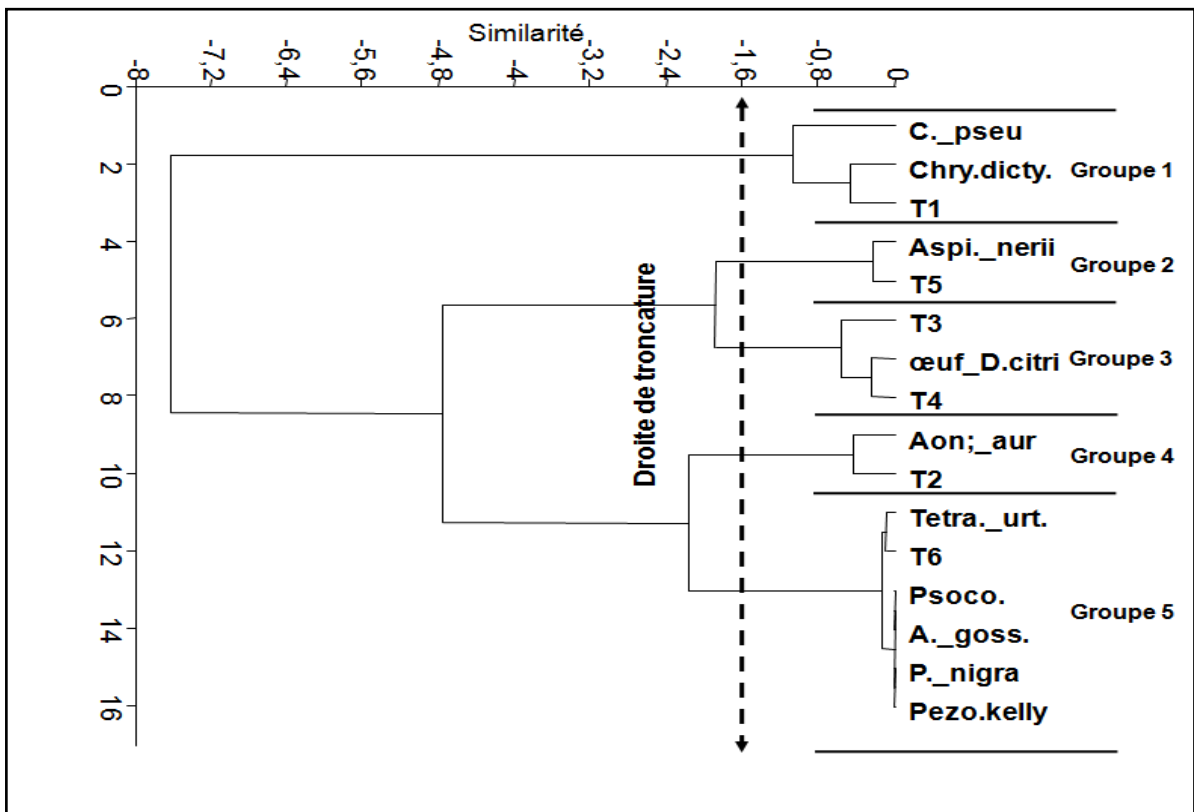 Similarité
-8 -7,2 -6,4 -5,6 -4,8 -4 -3,2 -2,4 -1,6 -0,8 0
0
2
4
6
8
10
12
14
16
Droite de troncature
C._pseu
Chry.dicty. Groupe 1
T1
Aspi._nerii Groupe 2
T5
T3
œuf_D.citri Groupe 3
T4
Aon;_aur Groupe 4
T2
Tetra._urt.
T6
Psoco. Groupe 5
A._goss.
P._nigra
Pezo.kelly